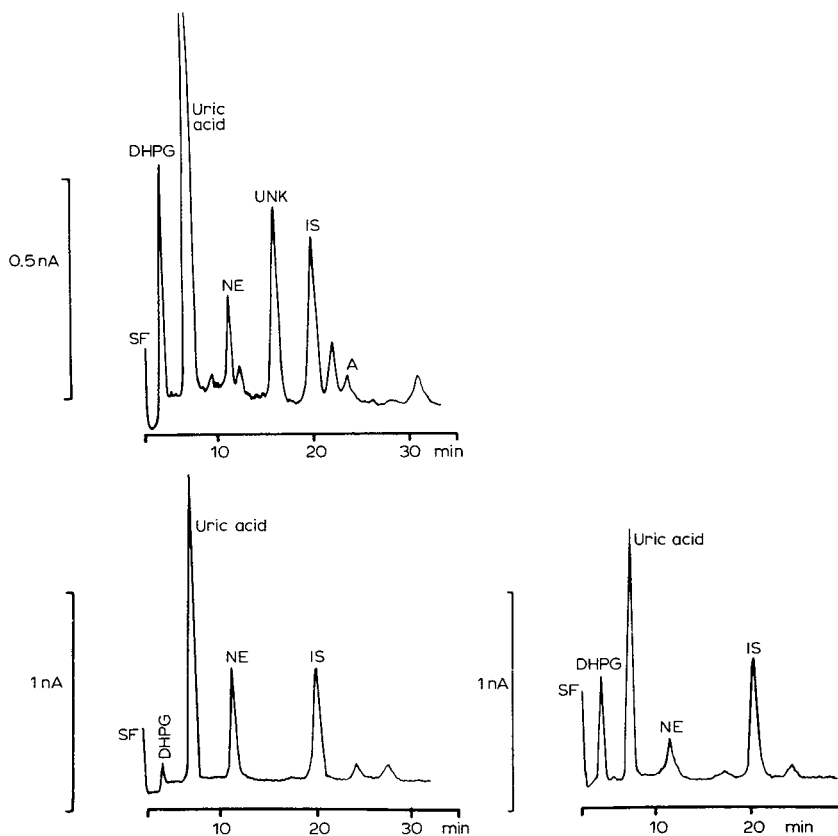 Uric
acid
DHPG
UNK
IS
0.5 nA
NE
SF
A
10 20 30 min
Uric acid
NE IS
1 nA
SF
DHPG
10 20 30 min
Uric acid
IS
DHPG
1 nA
SF
NE
10 20 min